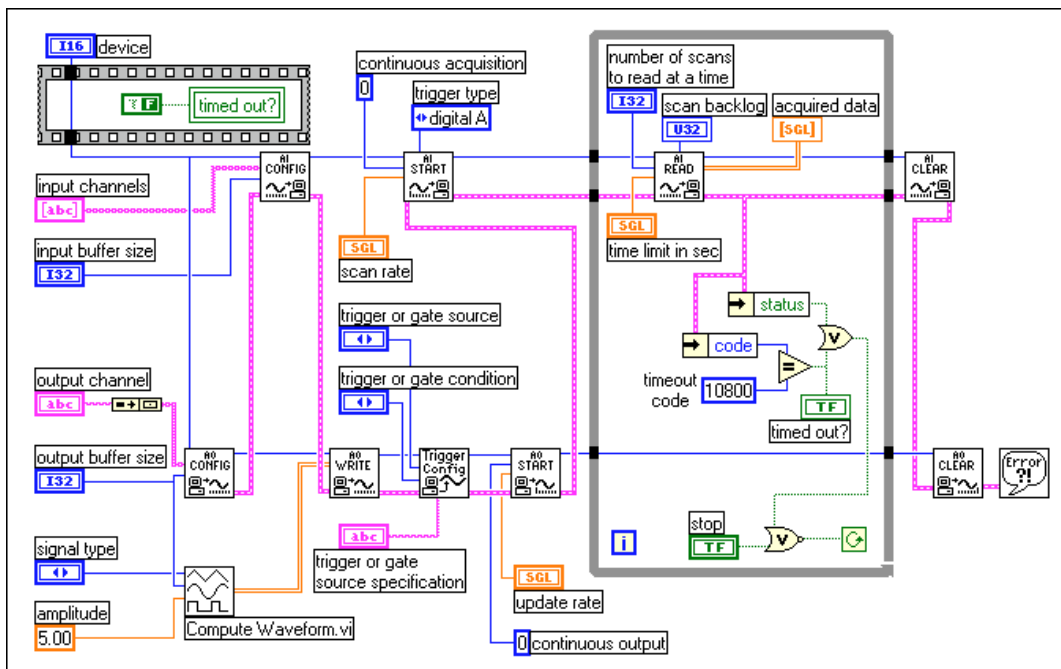 I16 device
F timed out?
continuous acquisition
0
trigger type
digital A
number of scans
to read at a time
I32
scan backlog
U32
acquired data
[SGL]
AI
CONFIG
AI
START
AI
READ
AI
CLEAR
input channels
[abc]
input buffer size
I32
SGL
scan rate
SGL
time limit in sec
status
V
code
=
timeout
code
10800
TF
timed out?
trigger or gate source
trigger or gate condition
output channel
abc
output buffer size
I32
AO
CONFIG
AO
WRITE
Trigger
Config
AO
START
AO
CLEAR
Error
?!
signal type
abc
trigger or gate
source specification
stop
TF
V
i
SGL
update rate
amplitude
5.00
Compute Waveform.vi
0 continuous output